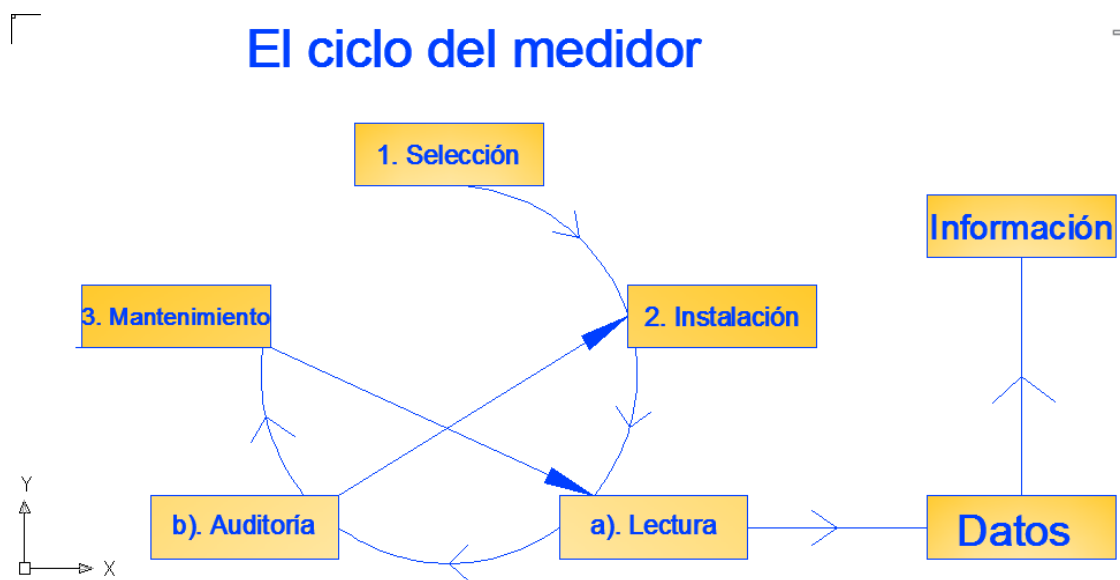 El ciclo del medidor
1. Selección
Información
3. Mantenimiento
2. Instalación
b). Auditoría
a). Lectura
Datos
Y
X